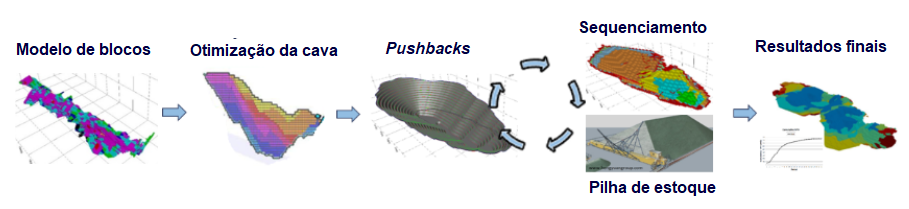 Modelo de blocos
Otimização da cava
Pushbacks
Sequenciamento
Pilha de estoque
Resultados finais